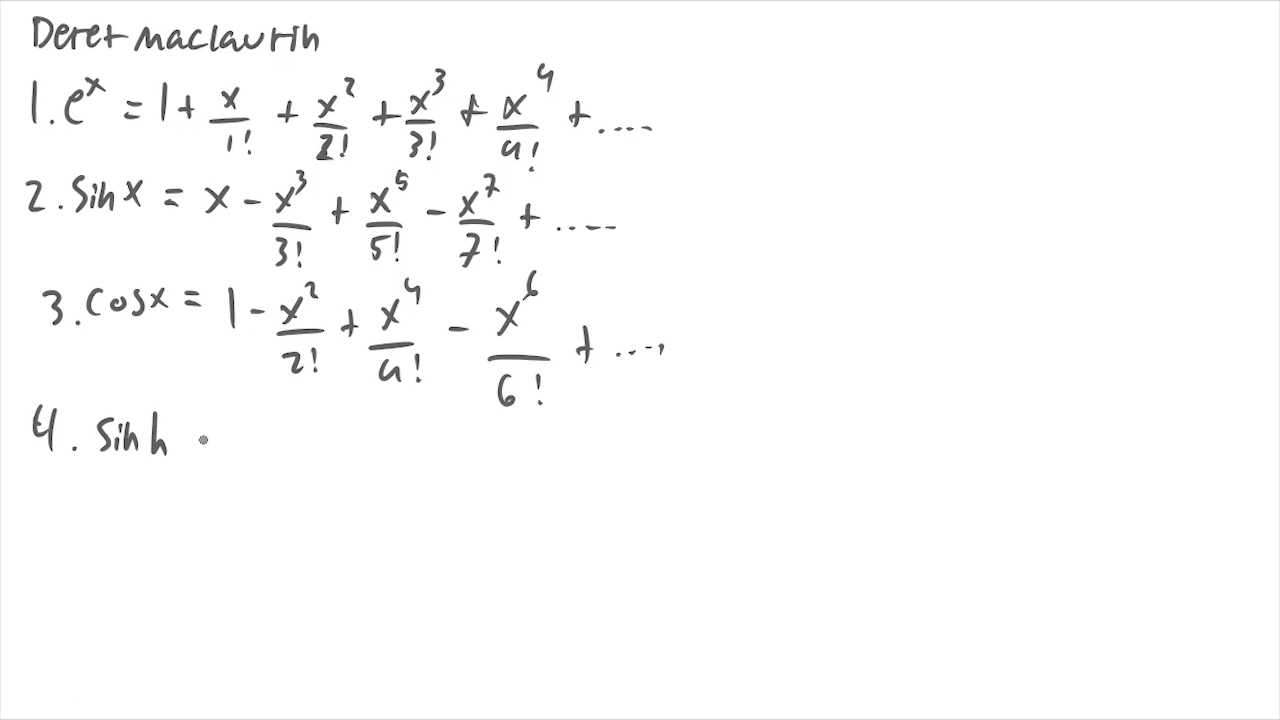 Deret maclaurin
1. e^x = 1 + x/1! + x^2/2! + x^3/3! + x^4/4! + ....
2. Sin x = x - x^3/3! + x^5/5! - x^7/7! + .....
3. Cos x = 1 - x^2/2! + x^4/4! - x^6/6! + ....
4. Sin h